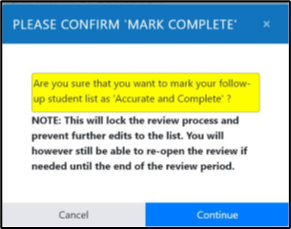 PLEASE CONFIRM 'MARK COMPLETE' ×
Are you sure that you want to mark your follow-
up student list as 'Accurate and Complete' ?
NOTE: This will lock the review process and
prevent further edits to the list. You will
however still be able to re-open the review if
needed until the end of the review period.
Cancel Continue